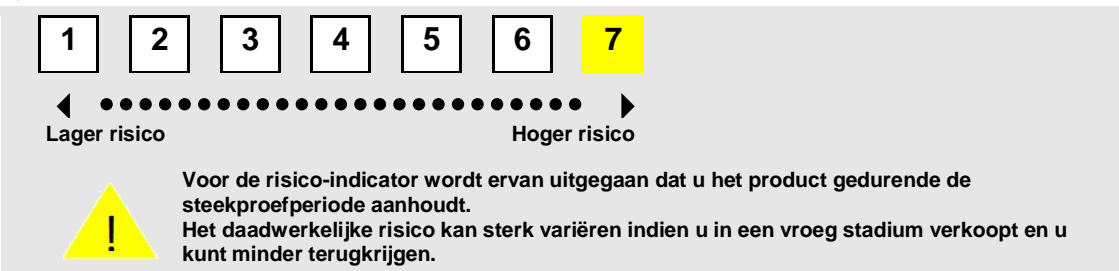 1 2 3 4 5 6 7
Lager risico Hoger risico
Voor de risico-indicator wordt ervan uitgegaan dat u het product gedurende de
steekproefperiode aanhoudt.
!
Het daadwerkelijke risico kan sterk variëren indien u in een vroeg stadium verkoopt en u
kunt minder terugkrijgen.